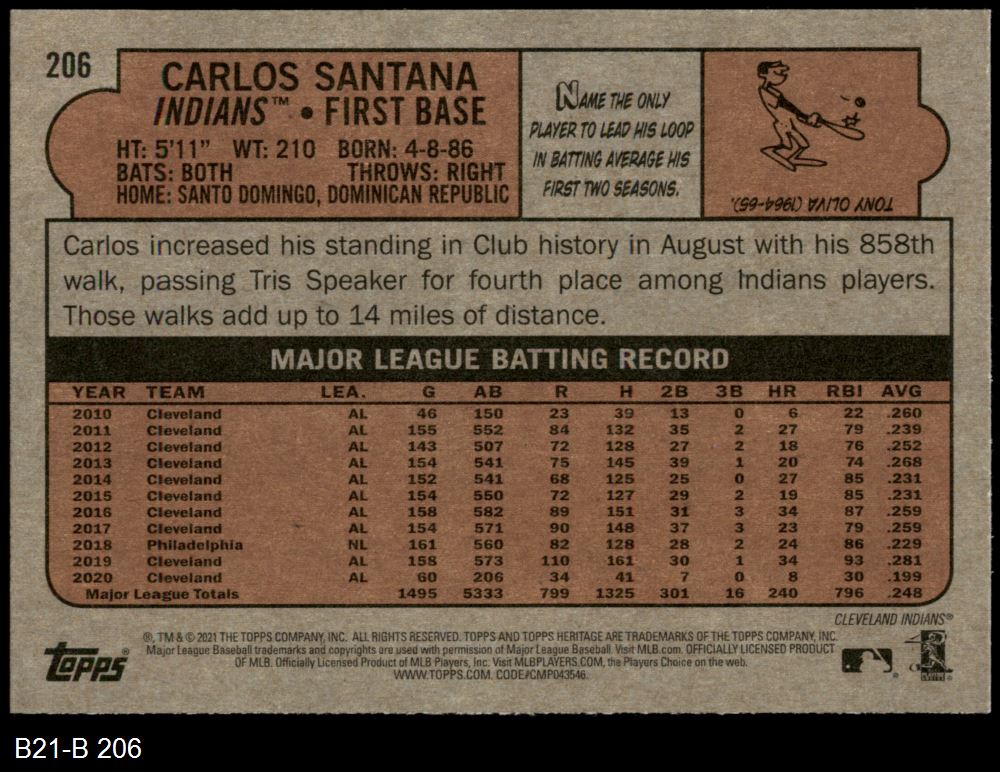 206
CARLOS SANTANA
INDIANS™ • FIRST BASE
HT: 5'11" WT: 210 BORN: 4-8-86
BATS: BOTH THROWS: RIGHT
HOME: SANTO DOMINGO, DOMINICAN REPUBLIC
NAME THE ONLY
PLAYER TO LEAD HIS LOOP
IN BATTING AVERAGE HIS
FIRST TWO SEASONS.
TONY OLIVA (1964-65).
Carlos increased his standing in Club history in August with his 858th
walk, passing Tris Speaker for fourth place among Indians players.
Those walks add up to 14 miles of distance.
MAJOR LEAGUE BATTING RECORD
YEAR TEAM LEA. G AB R H 2B 3B HR RBI AVG
2010 Cleveland AL 46 150 23 39 13 0 6 22 .260
2011 Cleveland AL 155 552 84 132 35 2 27 79 .239
2012 Cleveland AL 143 507 72 128 27 2 18 76 .252
2013 Cleveland AL 154 541 75 145 39 1 20 74 .268
2014 Cleveland AL 152 541 68 125 25 0 27 85 .231
2015 Cleveland AL 154 550 72 127 29 2 19 85 .231
2016 Cleveland AL 158 582 89 151 31 3 34 87 .259
2017 Cleveland AL 154 571 90 148 37 3 23 79 .259
2018 Philadelphia NL 161 560 82 128 28 2 24 86 .229
2019 Cleveland AL 158 573 110 161 30 1 34 93 .281
2020 Cleveland AL 60 206 34 41 7 0 8 30 .199
Major League Totals 1495 5333 799 1325 301 16 240 796 .248
CLEVELAND INDIANS®
topps®
®, TM & © 2021 THE TOPPS COMPANY, INC. ALL RIGHTS RESERVED. TOPPS AND TOPPS HERITAGE ARE TRADEMARKS OF THE TOPPS COMPANY, INC.
Major League Baseball trademarks and copyrights are used with permission of Major League Baseball. Visit MLB.com. OFFICIALLY LICENSED PRODUCT
OF MLB. Officially Licensed Product of MLB Players, Inc. Visit MLBPLAYERS.COM, the Players Choice on the web.
WWW.TOPPS.COM. CODE#CMP043546.
B21-B 206